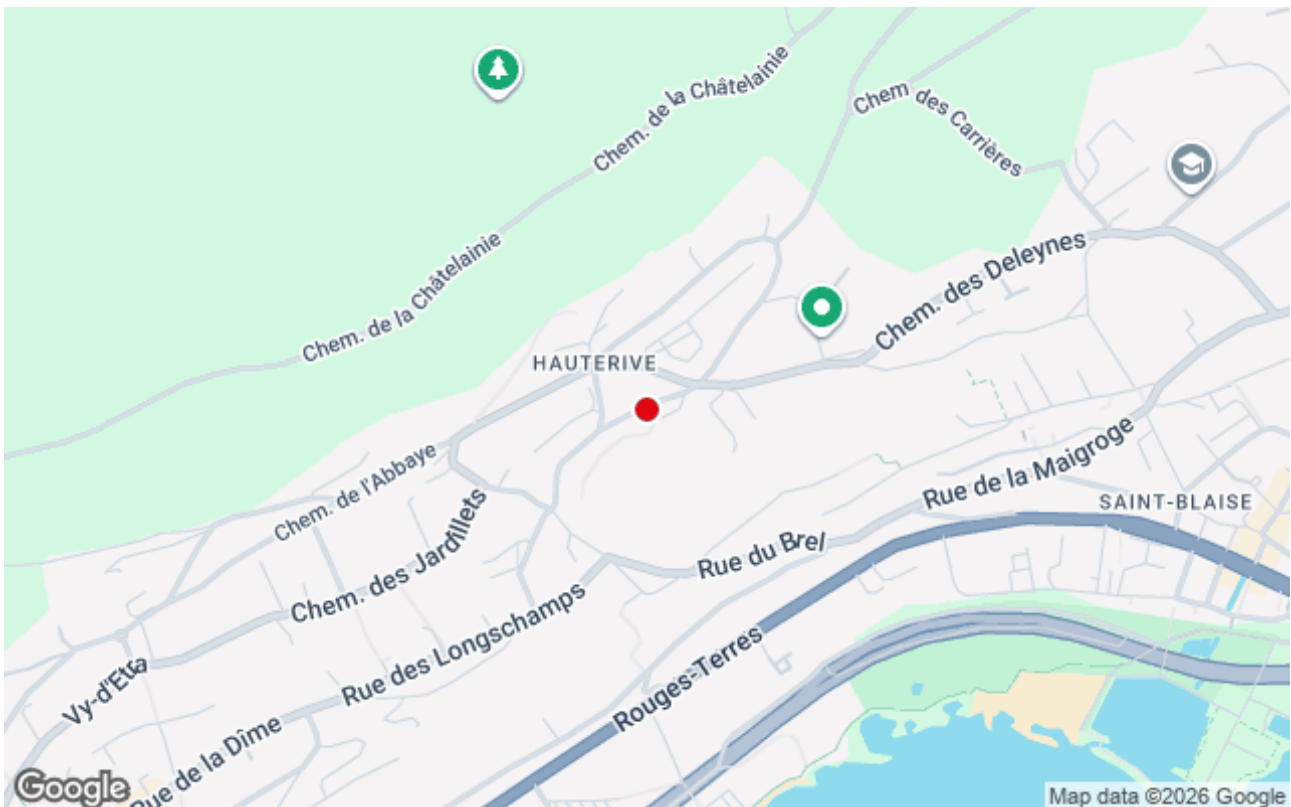 Chem. de la Châtelainie
Chem des Carrières
Chem. de la Châtelainie
Chem. des Deleynes
HAUTERIVE
Chem. de l'Abbaye
Rue de la Maigroge
SAINT-BLAISE
Chem. des Jardillets
Rue du Brel
Rue des Longschamps
Rouges-Terres
Vy-d'Etra
Rue de la Dîme
Google
Map data ©2026 Google